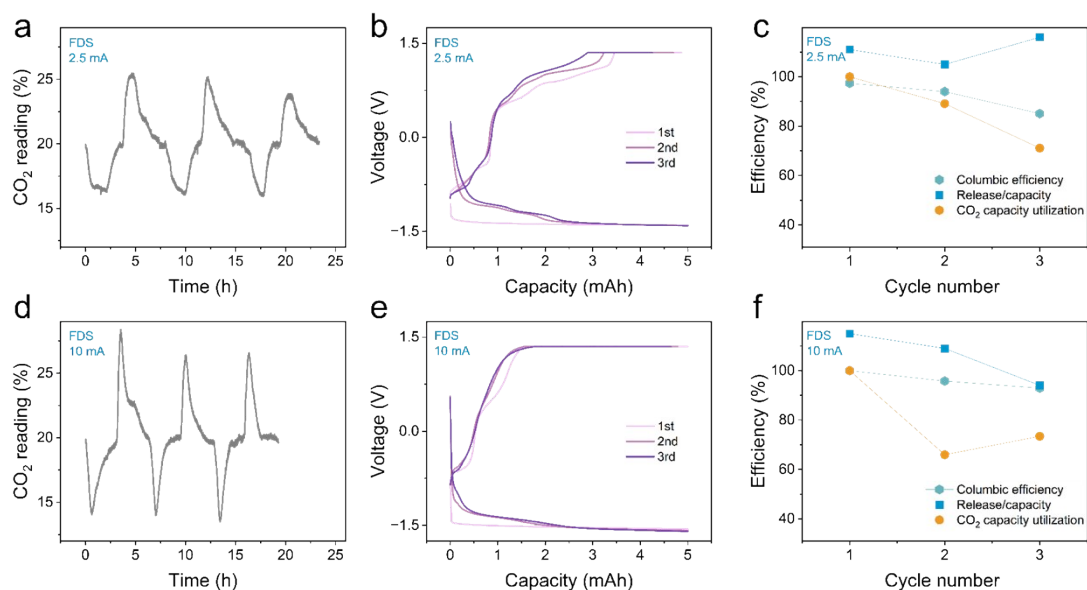 a
FDS
2.5 mA
CO2 reading (%)
25
20
15
0 5 10 15 20 25
Time (h)
b
FDS
2.5 mA
Voltage (V)
1.5
0.0
−1.5
1st
2nd
3rd
0 1 2 3 4 5
Capacity (mAh)
c
FDS
2.5 mA
Efficiency (%)
100
80
60
40
Columbic efficiency
Release/capacity
CO2 capacity utilization
1 2 3
Cycle number
d
FDS
10 mA
CO2 reading (%)
25
20
15
0 5 10 15 20 25
Time (h)
e
FDS
10 mA
Voltage (V)
1.5
0.0
−1.5
1st
2nd
3rd
0 1 2 3 4 5
Capacity (mAh)
f
FDS
10 mA
Efficiency (%)
100
80
60
40
Columbic efficiency
Release/capacity
CO2 capacity utilization
1 2 3
Cycle number